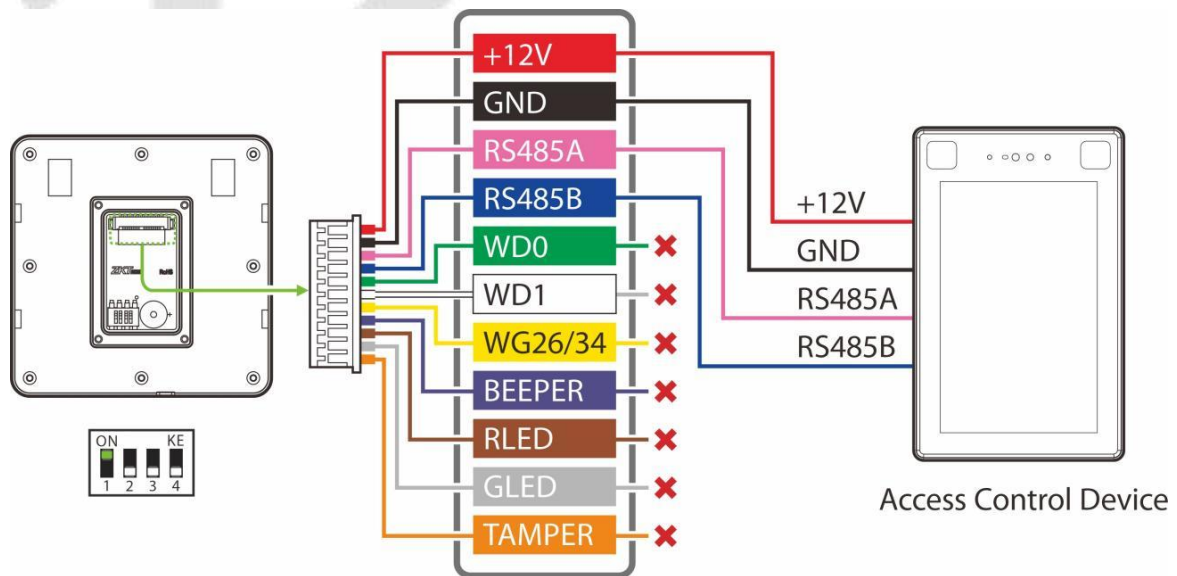 +12V
GND
RS485A
RS485B
WD0
WD1
WG26/34
BEEPER
RLED
GLED
TAMPER
+12V
GND
RS485A
RS485B
Access Control Device
ON KE
1 2 3 4
RoHS